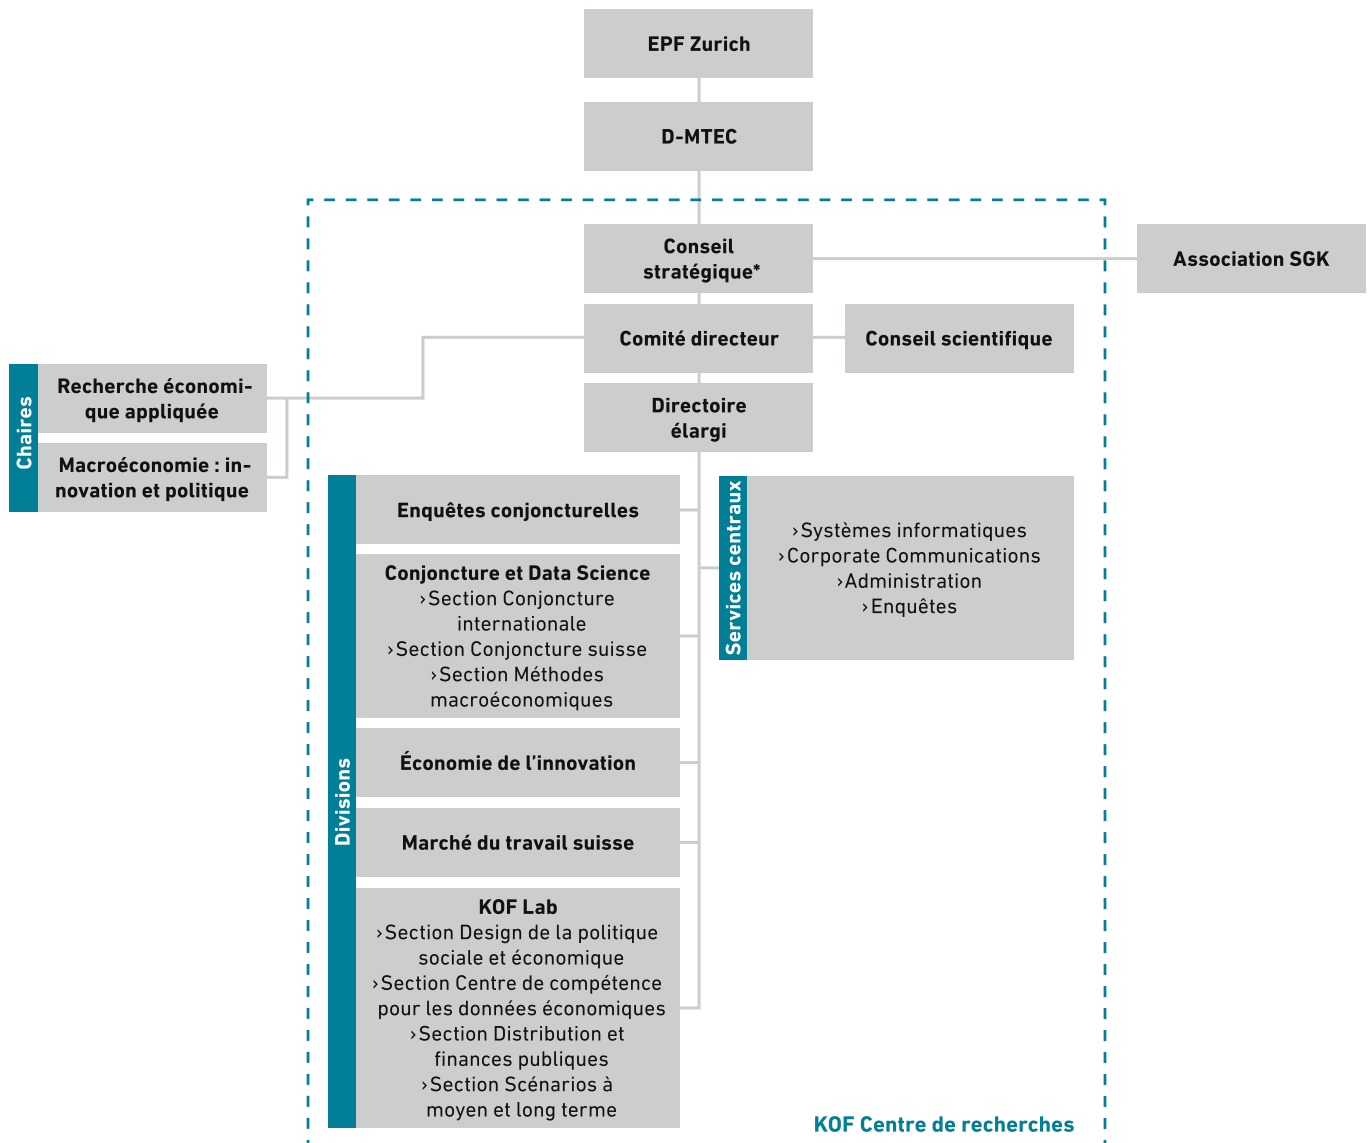 EPF Zurich
D-MTEC
Conseil
stratégique*
Association SGK
Comité directeur
Conseil scientifique
Directoire
élargi
Chaires
Recherche économi-
que appliquée
Macroéconomie : in-
novation et politique
Divisions
Enquêtes conjoncturelles
Conjoncture et Data Science
›Section Conjoncture
internationale
›Section Conjoncture suisse
›Section Méthodes
macroéconomiques
Économie de l’innovation
Marché du travail suisse
KOF Lab
›Section Design de la politique
sociale et économique
›Section Centre de compétence
pour les données économiques
›Section Distribution et
finances publiques
›Section Scénarios à
moyen et long terme
Services centraux
›Systèmes informatiques
›Corporate Communications
›Administration
›Enquêtes
KOF Centre de recherches